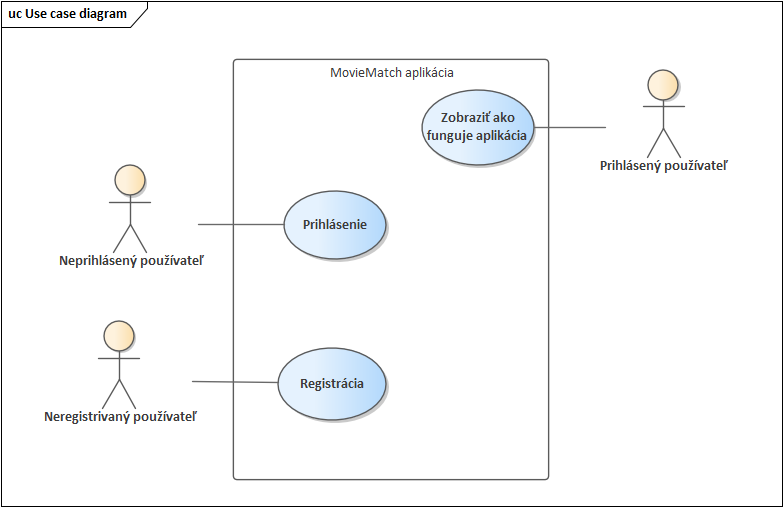 uc Use case diagram
MovieMatch aplikácia
Zobraziť ako
funguje aplikácia
Prihlásený používateľ
Prihlásenie
Neprihlásený používateľ
Registrácia
Neregistrivaný používateľ